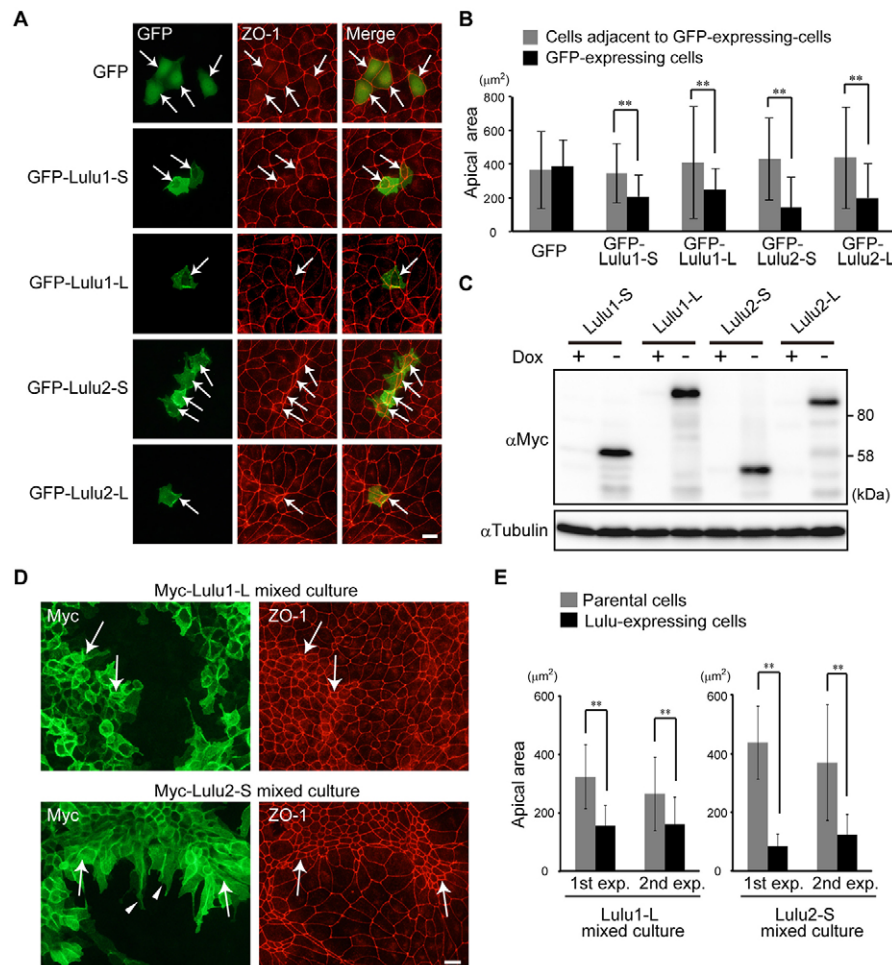 A
GFP
ZO-1
Merge
GFP
GFP-Lulu1-S
GFP-Lulu1-L
GFP-Lulu2-S
GFP-Lulu2-L
B
Cells adjacent to GFP-expressing-cells
GFP-expressing cells
(μm²)
Apical area
800
600
400
200
0
** ** ** **
GFP
GFP-Lulu1-S
GFP-Lulu1-L
GFP-Lulu2-S
GFP-Lulu2-L
C
Lulu1-S Lulu1-L Lulu2-S Lulu2-L
Dox + - + - + - + -
αMyc
80
58
(kDa)
αTubulin
D
Myc-Lulu1-L mixed culture
Myc
ZO-1
Myc-Lulu2-S mixed culture
Myc
ZO-1
E
Parental cells
Lulu-expressing cells
(μm²)
Apical area
600
400
200
0
** **
1st exp. 2nd exp.
Lulu1-L
mixed culture
(μm²)
600
400
200
0
** **
1st exp. 2nd exp.
Lulu2-S
mixed culture